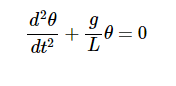 d²θ/dt² + g/L θ = 0